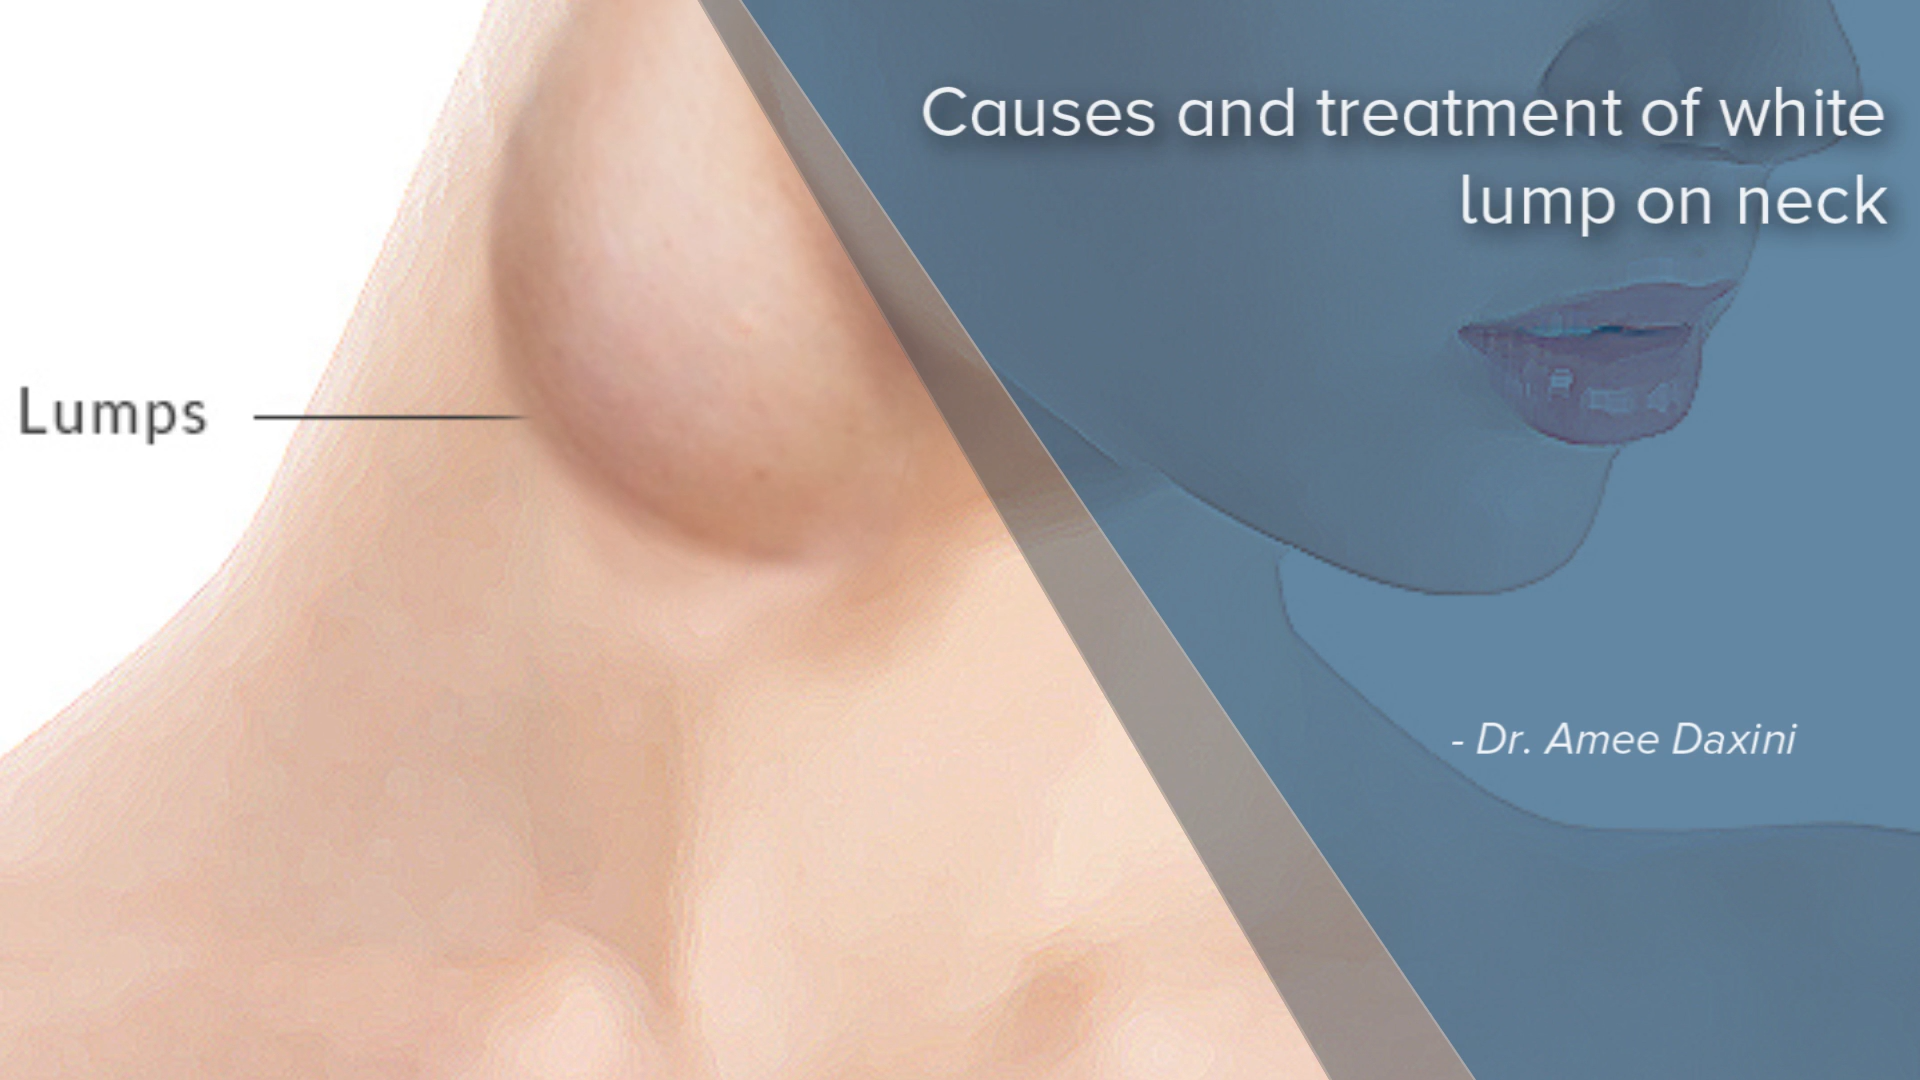 Causes and treatment of white
lump on neck
Lumps
- Dr. Amee Daxini